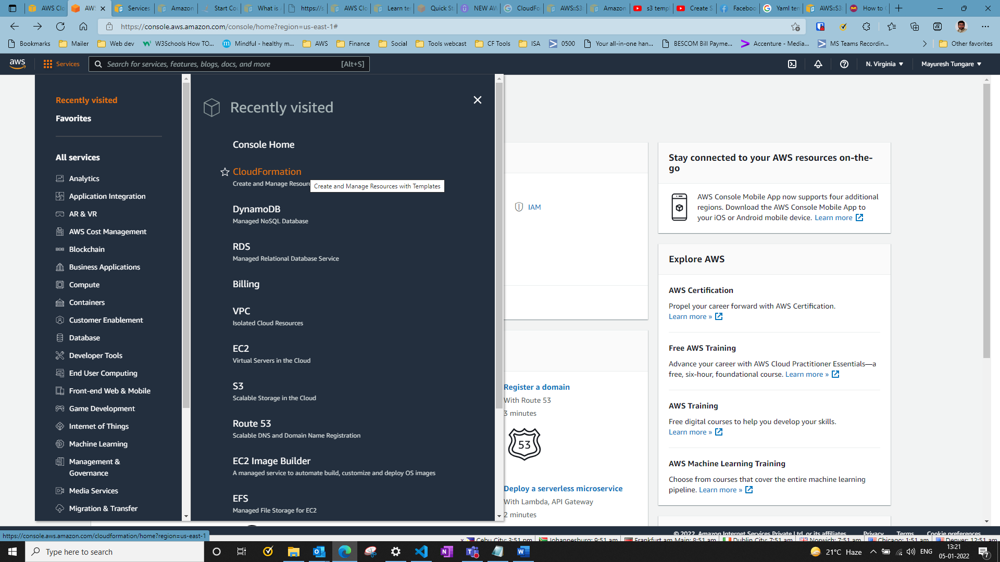 AWS Clo
AWS
Services
Amazon
Start Co
What is
https://s
AWS Clo
Learn te
Quick St
NEW AW
CloudFo
AWS::S3
Amazon
s3 temp
Create S
Faceboo
Yaml ten
AWS::S3
How to
https://console.aws.amazon.com/console/home?region=us-east-1#
Bookmarks
Mailer
Web dev
W3Schools How TO...
Mindful - healthy m...
AWS
Finance
Social
Tools webcast
CF Tools
ISA
0500
Your all-in-one han...
BESCOM Bill Payme...
Accenture - Media...
MS Teams Recordin...
Other favorites
aws
Services
Search for services, features, blogs, docs, and more
[Alt+S]
N. Virginia
Mayuresh Tungare
Recently visited
Favorites
All services
Analytics
Application Integration
AR & VR
AWS Cost Management
Blockchain
Business Applications
Compute
Containers
Customer Enablement
Database
Developer Tools
End User Computing
Front-end Web & Mobile
Game Development
Internet of Things
Machine Learning
Management &
Governance
Media Services
Migration & Transfer
Recently visited
Console Home
CloudFormation
Create and Manage Resourc
Create and Manage Resources with Templates
DynamoDB
Managed NoSQL Database
RDS
Managed Relational Database Service
Billing
VPC
Isolated Cloud Resources
EC2
Virtual Servers in the Cloud
S3
Scalable Storage in the Cloud
Route 53
Scalable DNS and Domain Name Registration
EC2 Image Builder
A managed service to automate build, customize and deploy OS images
EFS
Managed File Storage for EC2
IAM
Register a domain
With Route 53
3 minutes
53
Deploy a serverless microservice
With Lambda, API Gateway
2 minutes
Stay connected to your AWS resources on-the-
go
AWS Console Mobile App now supports four additional
regions. Download the AWS Console Mobile App to
your iOS or Android mobile device. Learn more
Explore AWS
AWS Certification
Propel your career forward with AWS Certification.
Learn more »
Free AWS Training
Advance your career with AWS Cloud Practitioner Essentials—a
free, six-hour, foundational course. Learn more »
AWS Training
Free digital courses to help you develop your skills.
Learn more »
AWS Machine Learning Training
Choose from courses that cover the entire machine learning
pipeline. Learn more »
© 2022, Amazon Internet Services Private Ltd. or its affiliates.
Privacy
Terms
Cookie preferences
https://console.aws.amazon.com/cloudformation/home?region=us-east-1
Cebu City: 3:51 pm
Johannesburg: 9:51 am
Frankfurt am Main: 8:51 am
Dublin City: 7:51 am
Norwich: 7:51 am
Chicago: 1:51 am
Denver: 12:51 am
Type here to search
21°C Haze
ENG
13:21
05-01-2022
7